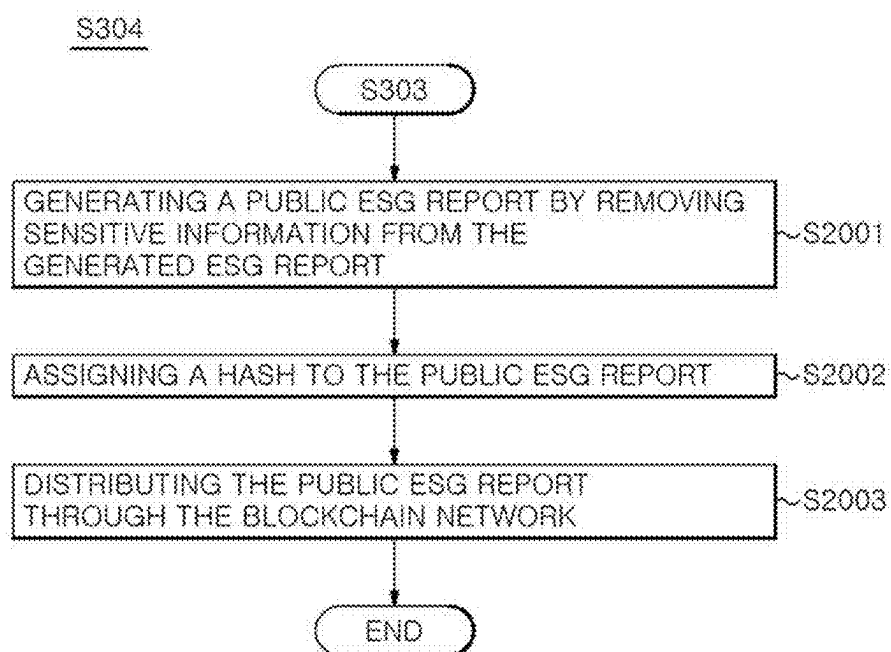 S304
S303
GENERATING A PUBLIC ESG REPORT BY REMOVING
SENSITIVE INFORMATION FROM THE
GENERATED ESG REPORT
S2001
ASSIGNING A HASH TO THE PUBLIC ESG REPORT
S2002
DISTRIBUTING THE PUBLIC ESG REPORT
THROUGH THE BLOCKCHAIN NETWORK
S2003
END